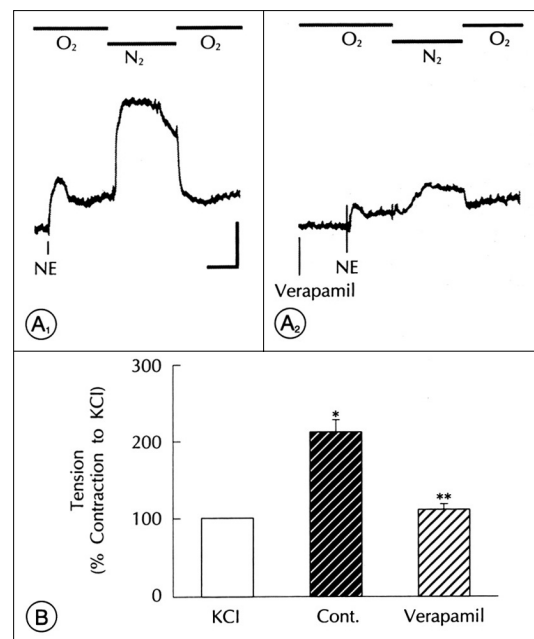 O₂ O₂
N₂
NE
A₁
O₂ O₂
N₂
NE
Verapamil
A₂
300
200
100
0
Tension
(% Contraction to KCl)
*
**
KCl Cont. Verapamil
B